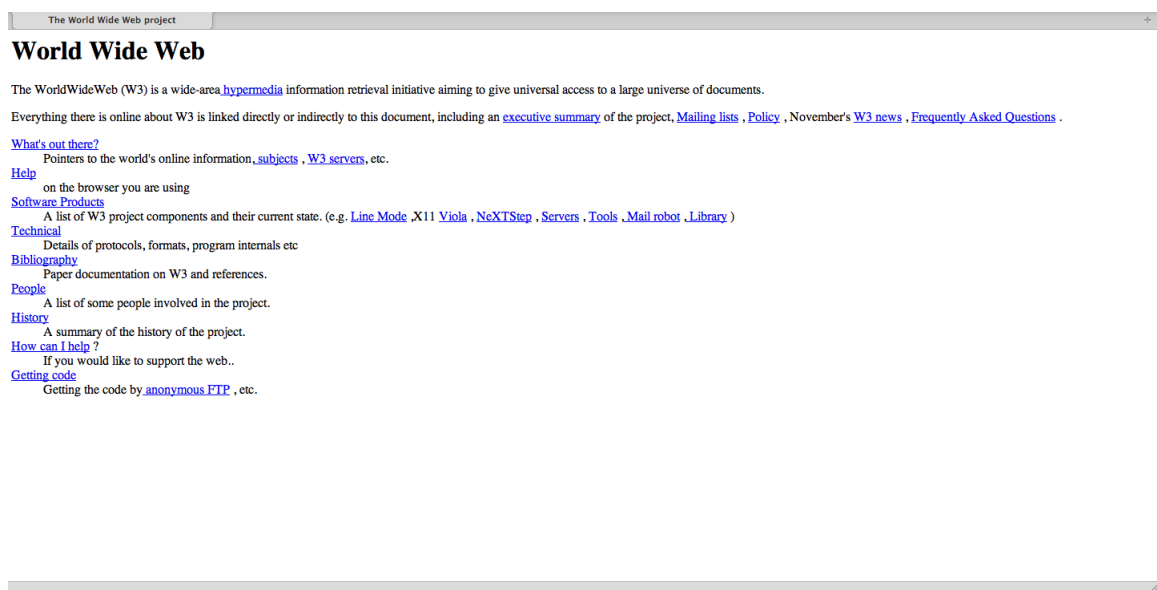 The World Wide Web project
+
World Wide Web
The WorldWideWeb (W3) is a wide-area hypermedia information retrieval initiative aiming to give universal access to a large universe of documents.
Everything there is online about W3 is linked directly or indirectly to this document, including an executive summary of the project, Mailing lists , Policy , November's W3 news , Frequently Asked Questions .
What's out there?
Pointers to the world's online information, subjects , W3 servers, etc.
Help
on the browser you are using
Software Products
A list of W3 project components and their current state. (e.g. Line Mode ,X11 Viola , NeXTStep , Servers , Tools , Mail robot , Library )
Technical
Details of protocols, formats, program internals etc
Bibliography
Paper documentation on W3 and references.
People
A list of some people involved in the project.
History
A summary of the history of the project.
How can I help ?
If you would like to support the web..
Getting code
Getting the code by anonymous FTP , etc.